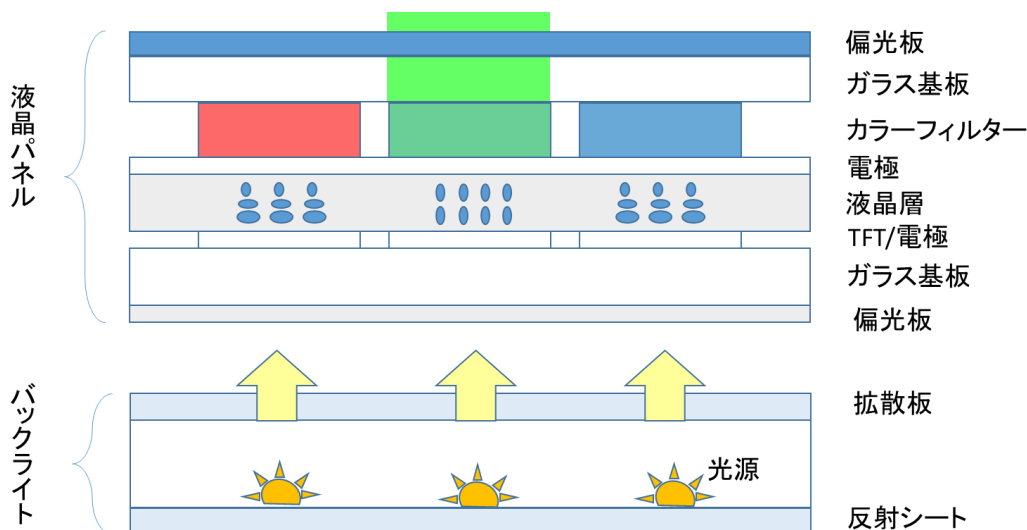 液晶パネル
偏光板
ガラス基板
カラーフィルター
電極
液晶層
TFT/電極
ガラス基板
偏光板
バックライト
拡散板
光源
反射シート